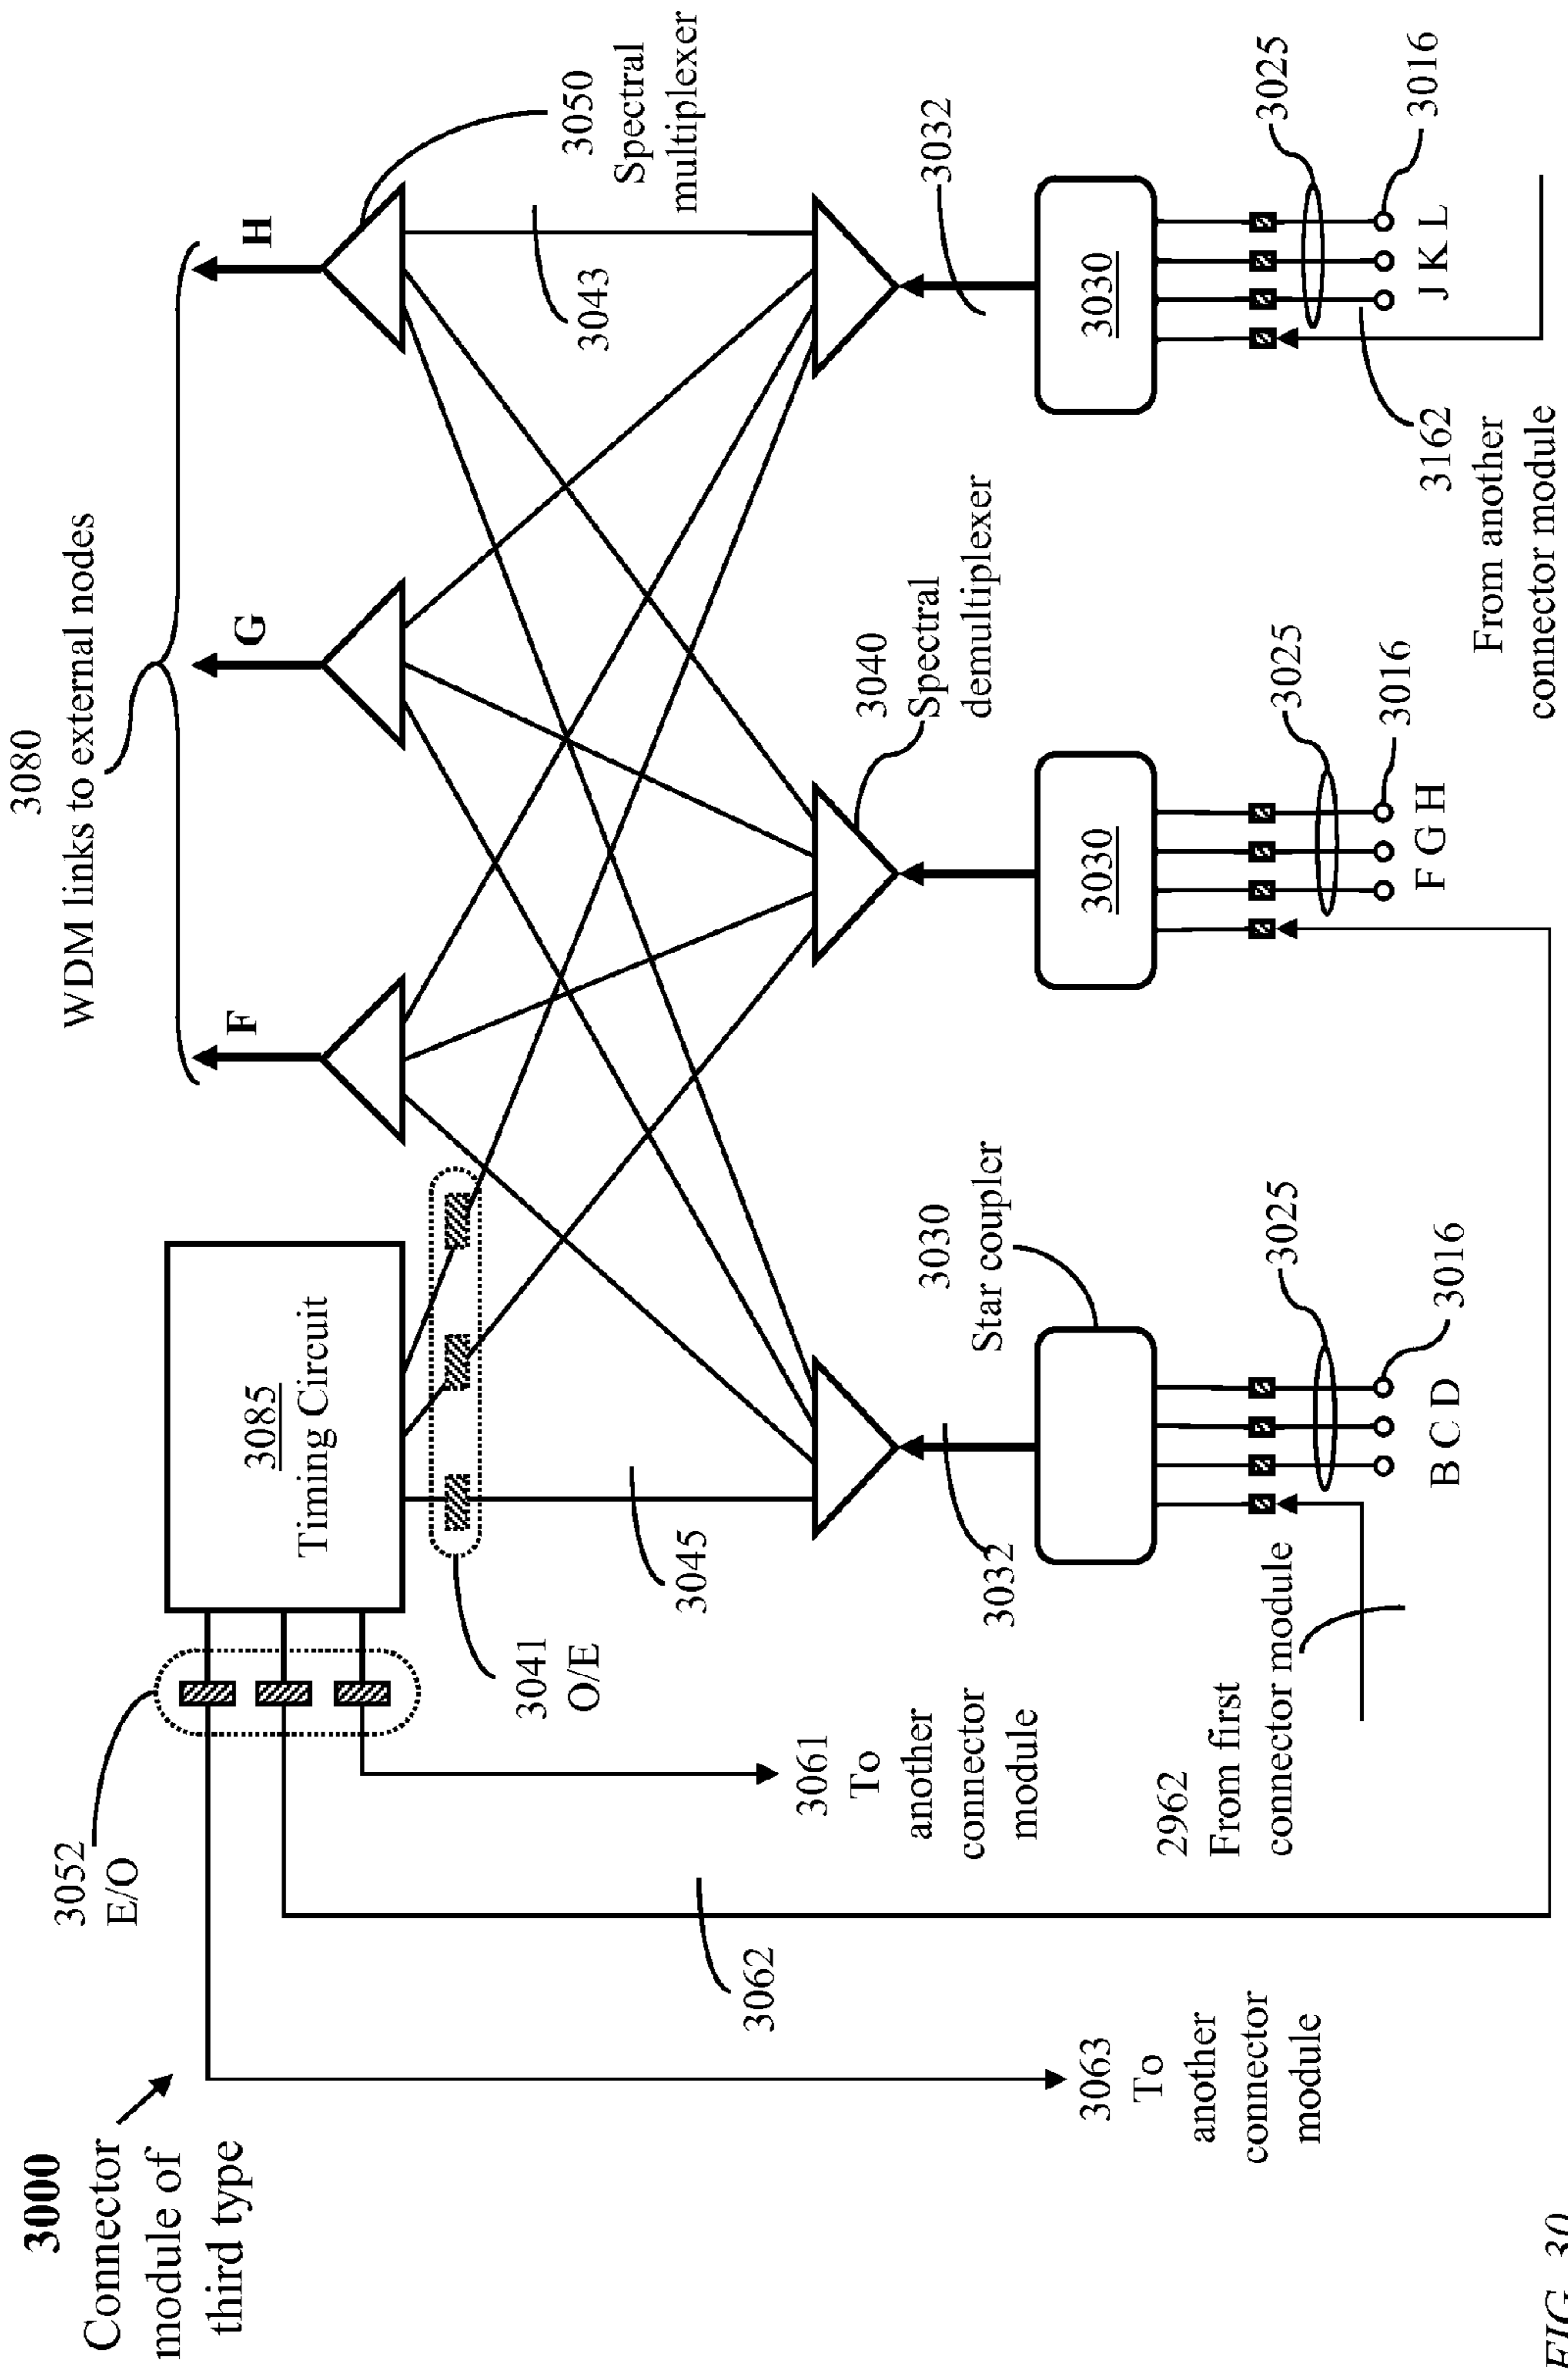 3000
Connector
module of
third type
3080
WDM links to external nodes
F
G
H
3052
E/O
3085
Timing Circuit
3050
Spectral
multiplexer
3041
O/E
3045
3043
3061
To
another
connector
module
3062
3063
To
another
connector
module
3040
Spectral
demultiplexer
3032
3032
3030
Star coupler
3030
3030
2962
From first
connector module
3025
3016
B C D
3025
3016
F G H
3025
3016
J K L
3162
From another
connector module
FIG. 30